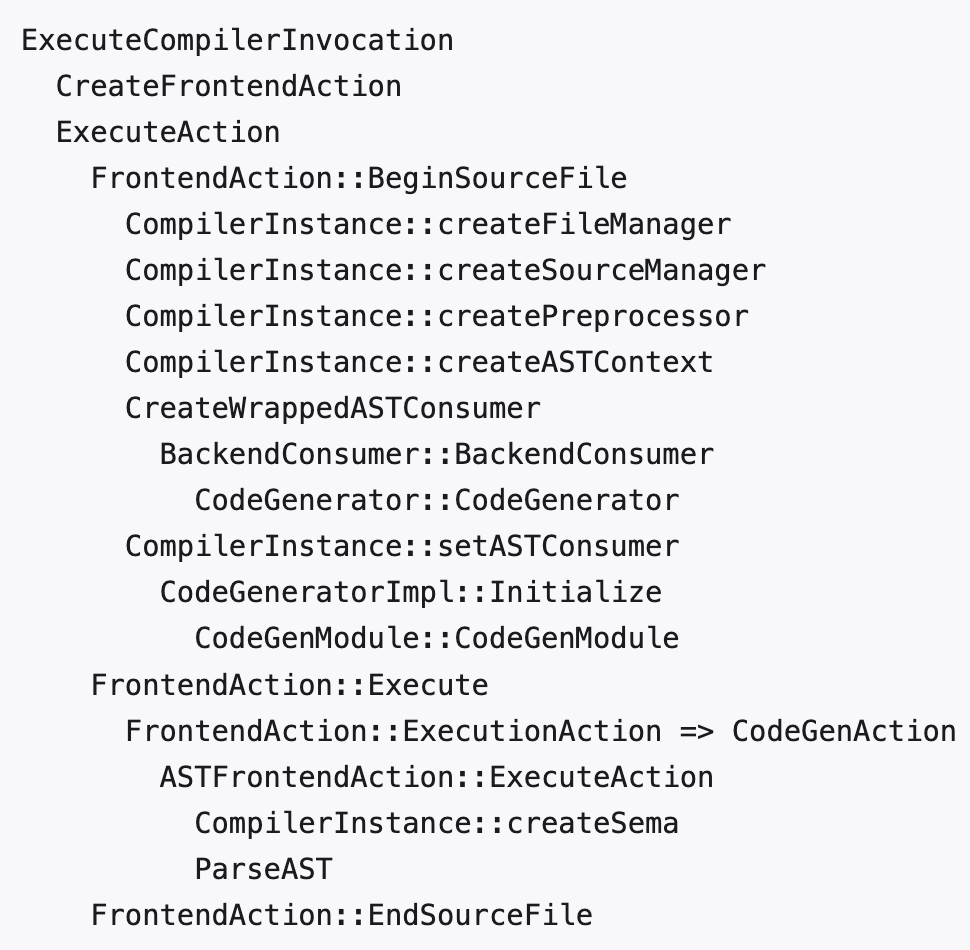 ExecuteCompilerInvocation
  CreateFrontendAction
  ExecuteAction
    FrontendAction::BeginSourceFile
      CompilerInstance::createFileManager
      CompilerInstance::createSourceManager
      CompilerInstance::createPreprocessor
      CompilerInstance::createASTContext
      CreateWrappedASTConsumer
        BackendConsumer::BackendConsumer
          CodeGenerator::CodeGenerator
      CompilerInstance::setASTConsumer
        CodeGeneratorImpl::Initialize
          CodeGenModule::CodeGenModule
    FrontendAction::Execute
      FrontendAction::ExecutionAction => CodeGenAction
        ASTFrontendAction::ExecuteAction
          CompilerInstance::createSema
          ParseAST
    FrontendAction::EndSourceFile